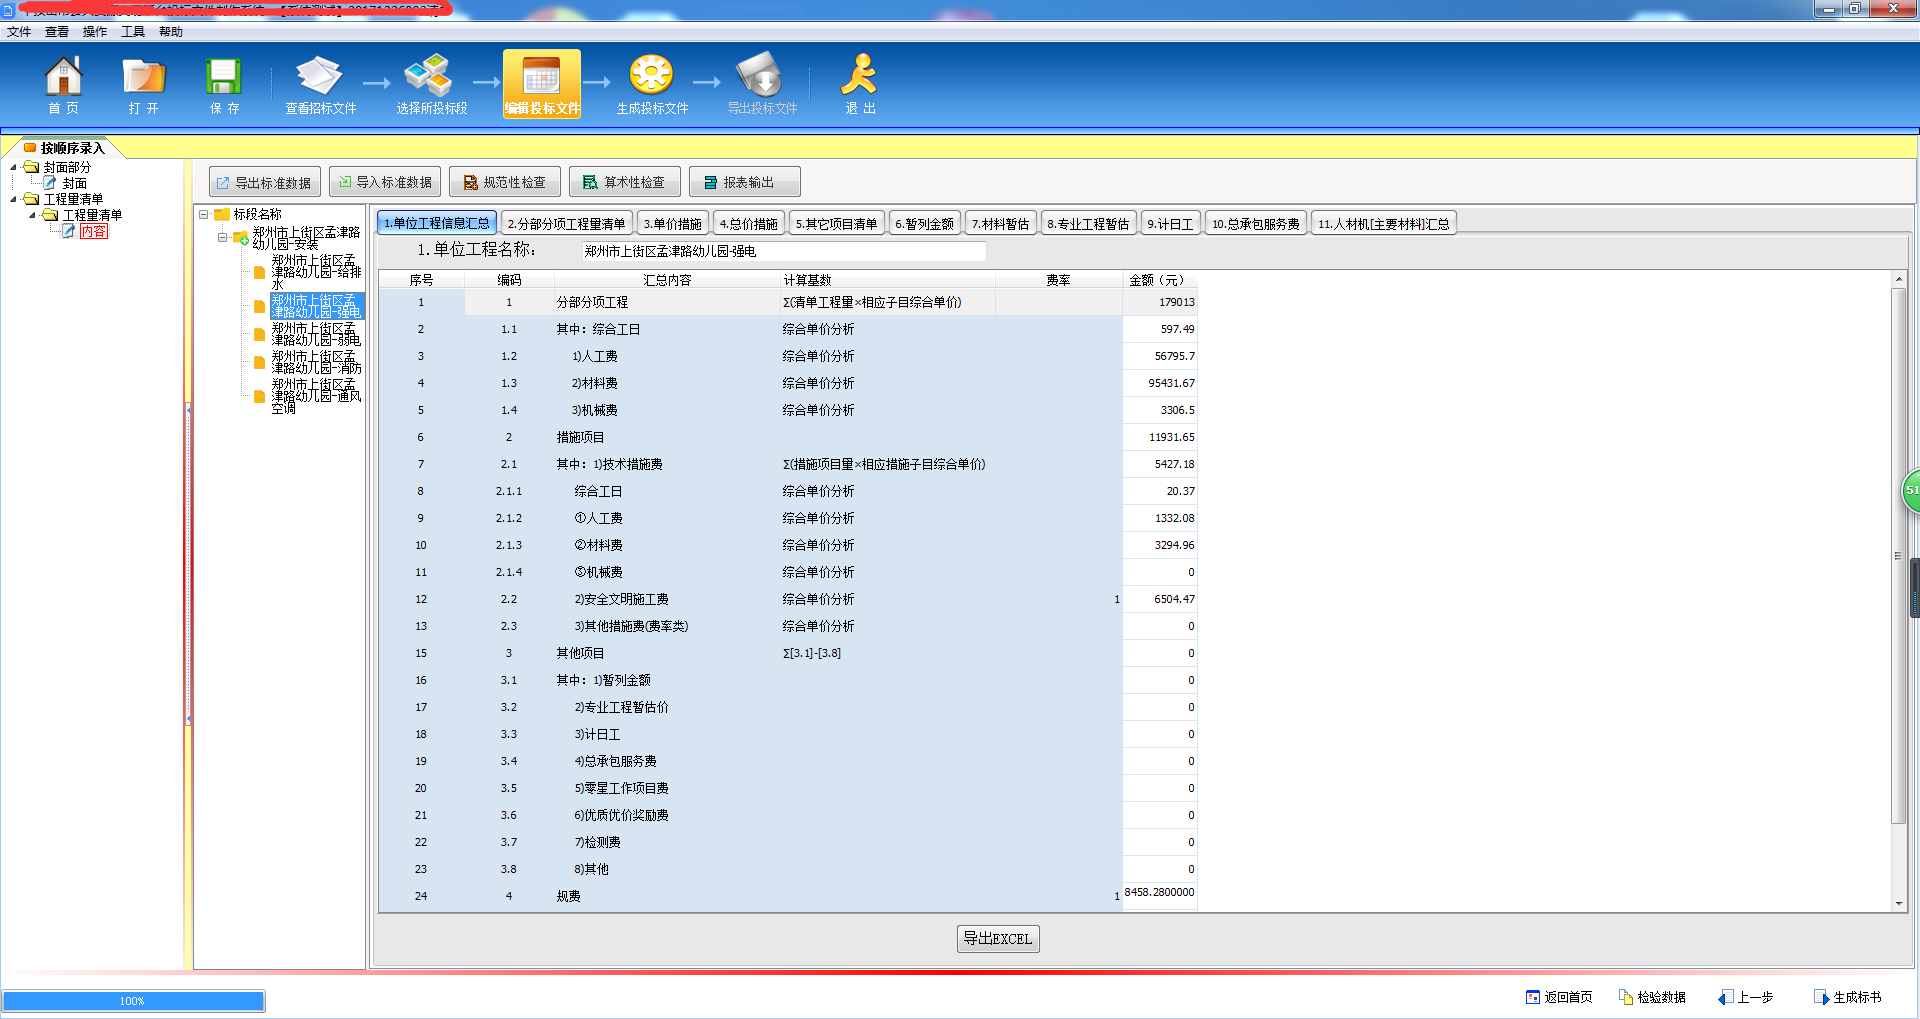 文件 查看 操作 工具 帮助
首 页 打 开 保 存 查看招标文件 选择所投标段 编辑投标文件 生成投标文件 导出投标文件 退 出
按顺序录入
封面部分
封面
工程量清单
工程量清单
内容
导出标准数据 导入标准数据 规范性检查 算术性检查 报表输出
标段名称
郑州市上街区孟津路
幼儿园-安装
郑州市上街区孟
津路幼儿园-给排
水
郑州市上街区孟
津路幼儿园-强电
郑州市上街区孟
津路幼儿园-弱电
郑州市上街区孟
津路幼儿园-消防
郑州市上街区孟
津路幼儿园-通风
空调
1.单位工程信息汇总 2.分部分项工程量清单 3.单价措施 4.总价措施 5.其它项目清单 6.暂列金额 7.材料暂估 8.专业工程暂估 9.计日工 10.总承包服务费 11.人材机[主要材料]汇总
1.单位工程名称: 郑州市上街区孟津路幼儿园-强电
序号 编码 汇总内容 计算基数 费率 金额（元）
1 1 分部分项工程 Σ(清单工程量×相应子目综合单价) 179013
2 1.1 其中：综合工日 综合单价分析 597.49
3 1.2 1)人工费 综合单价分析 56795.7
4 1.3 2)材料费 综合单价分析 95431.67
5 1.4 3)机械费 综合单价分析 3306.5
6 2 措施项目 11931.65
7 2.1 其中：1)技术措施费 Σ(措施项目量×相应措施子目综合单价) 5427.18
8 2.1.1 综合工日 综合单价分析 20.37
9 2.1.2 ①人工费 综合单价分析 1332.08
10 2.1.3 ②材料费 综合单价分析 3294.96
11 2.1.4 ③机械费 综合单价分析 0
12 2.2 2)安全文明施工费 综合单价分析 1 6504.47
13 2.3 3)其他措施费(费率类) 综合单价分析 0
15 3 其他项目 Σ[3.1]-[3.8] 0
16 3.1 其中：1)暂列金额 0
17 3.2 2)专业工程暂估价 0
18 3.3 3)计日工 0
19 3.4 4)总承包服务费 0
20 3.5 5)零星工作项目费 0
21 3.6 6)优质优价奖励费 0
22 3.7 7)检测费 0
23 3.8 8)其他 0
24 4 规费 1 8458.2800000
51
导出EXCEL
100%
返回首页 检验数据 上一步 生成标书